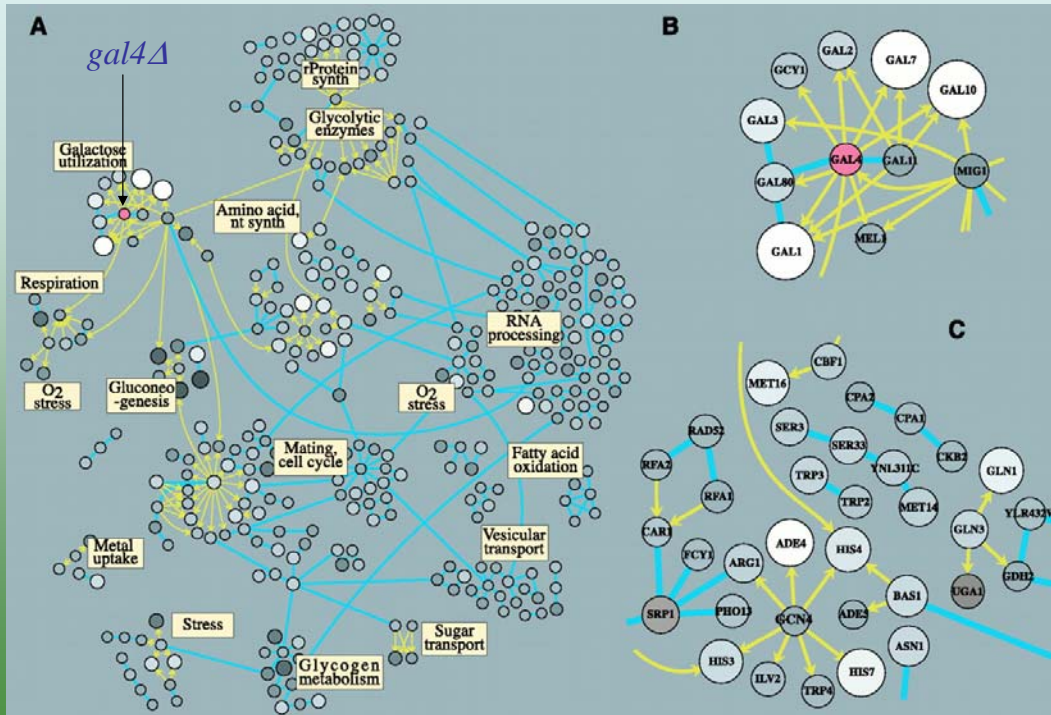 A
gal4Δ
rProtein
synth
Glycolytic
enzymes
Galactose
utilization
Amino acid,
nt synth
Respiration
RNA
processing
O2
stress
Gluconeo
-genesis
O2
stress
Mating,
cell cycle
Fatty acid
oxidation
Metal
uptake
Vesicular
transport
Stress
Sugar
transport
Glycogen
metabolism
B
GAL2
GAL7
GCY1
GAL10
GAL3
GAL4
GAL11
MIG1
GAL80
MEL1
GAL1
C
CBF1
MET16
CPA2
CPA1
SER3
RAD52
SER33
CKB2
RFA2
YNL311C
GLN1
TRP3
RFA1
TRP2
MET14
YLR432W
CAR1
GLN3
ADE4
HIS4
FCY1
ARG1
GDH2
UGA1
BAS1
SRP1
PHO13
GCN4
ADE5
ASN1
HIS3
HIS7
ILV2
TRP4